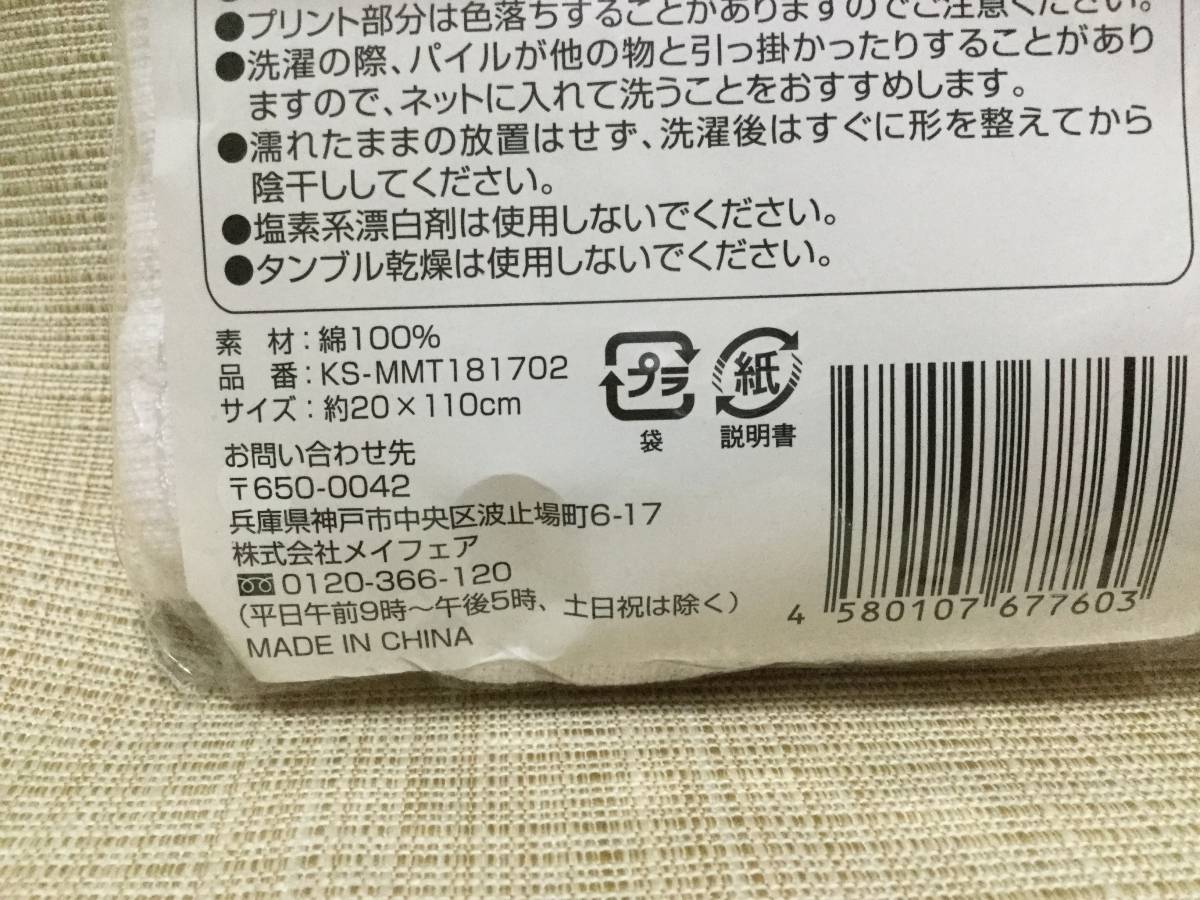 ●プリント部分は色落ちすることがありますのでご注意ください。
●洗濯の際、パイルが他の物と引っ掛かったりすることがあり
ますので、ネットに入れて洗うことをおすすめします。
●濡れたままの放置はせず、洗濯後はすぐに形を整えてから
陰干ししてください。
●塩素系漂白剤は使用しないでください。
●タンブル乾燥は使用しないでください。
素 材：綿100%
品 番：KS-MMT181702
サイズ：約20×110cm
プラ
袋
紙
説明書
お問い合わせ先
〒650-0042
兵庫県神戸市中央区波止場町6-17
株式会社メイフェア
0120-366-120
（平日午前9時～午後5時、土日祝は除く）
MADE IN CHINA
4 580107 677603